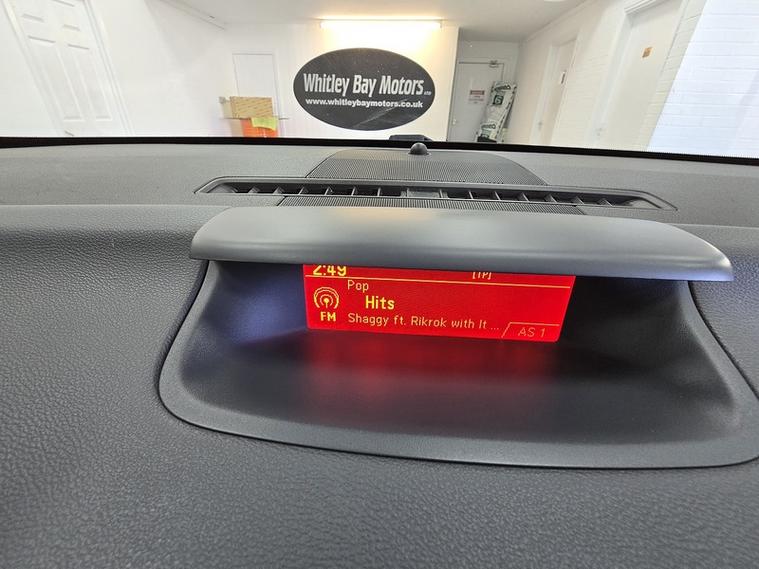 Whitley Bay Motors LTD
www.whitleybaymotors.co.uk
2:49 [TP]
Pop
Hits
FM
Shaggy ft. Rikrok with It ...
AS 1